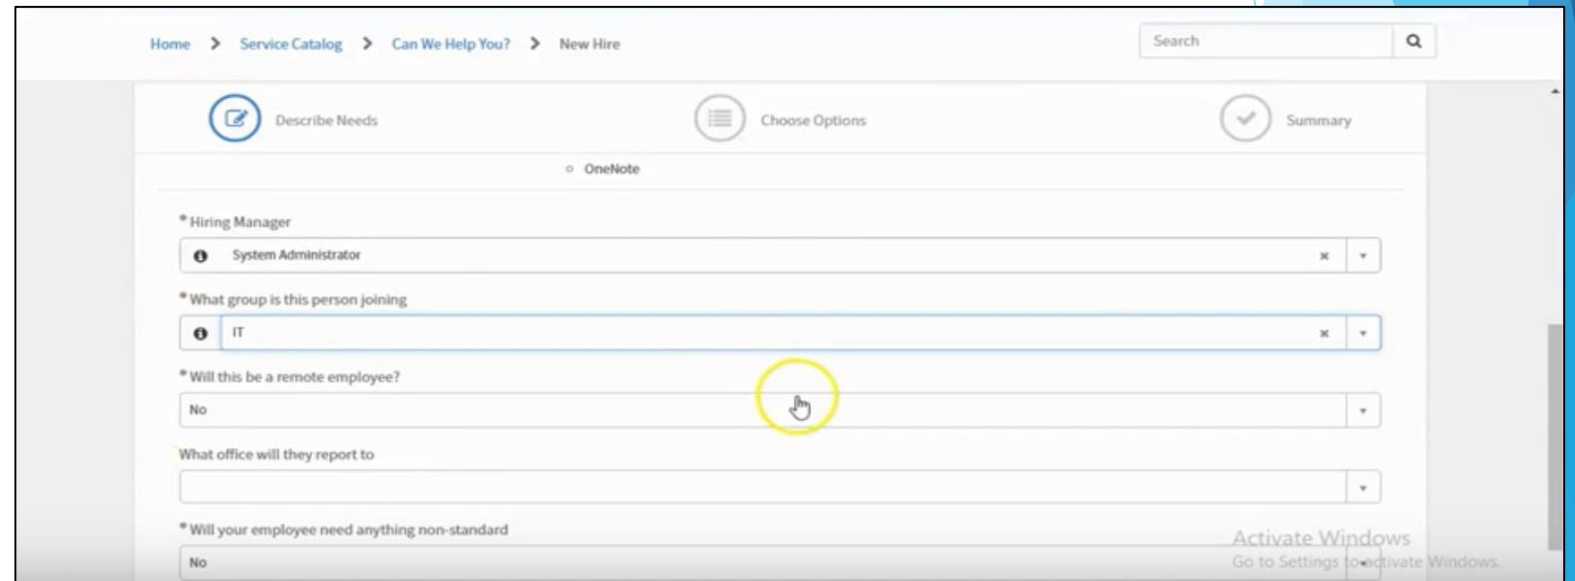 Home > Service Catalog > Can We Help You? > New Hire
Search
Describe Needs
Choose Options
Summary
OneNote
* Hiring Manager
System Administrator
* What group is this person joining
IT
* Will this be a remote employee?
No
What office will they report to
* Will your employee need anything non-standard
No
Activate Windows
Go to Settings to activate Windows.